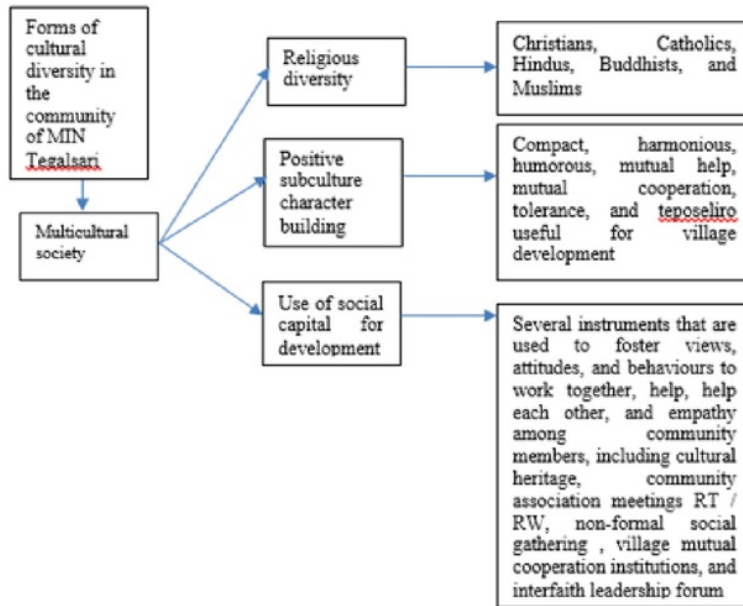 Forms of
cultural
diversity in
the
community
of MIN
Tegalsari
Multicultural
society
Religious
diversity
Positive
subculture
character
building
Use of social
capital for
development
Christians, Catholics,
Hindus, Buddhists, and
Muslims
Compact, harmonious,
humorous, mutual help,
mutual cooperation,
tolerance, and teposeliro
useful for village
development
Several instruments that are
used to foster views,
attitudes, and behaviours to
work together, help, help
each other, and empathy
among community
members, including cultural
heritage, community
association meetings RT /
RW, non-formal social
gathering , village mutual
cooperation institutions, and
interfaith leadership forum